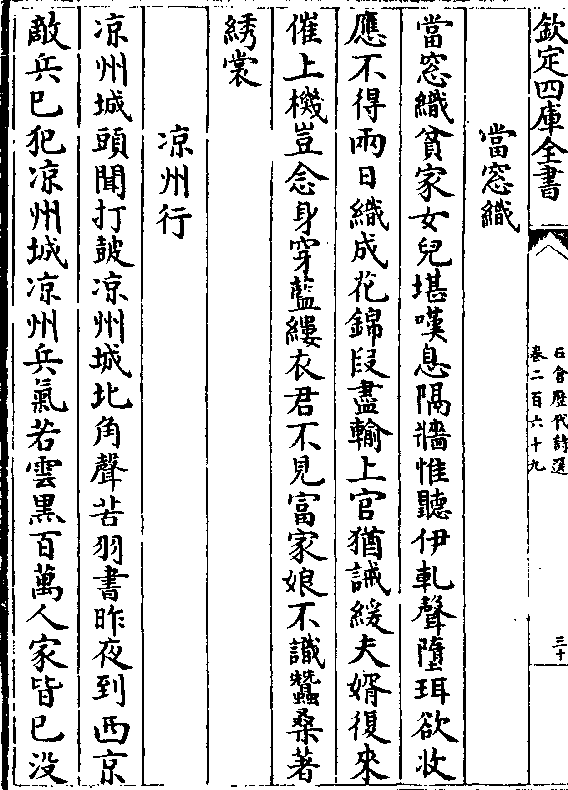 欽定四庫全書
石倉歷代詩選
卷二百六十九
三十
當窓織
當窓織貧家女兒堪嘆息隔牆惟聽伊軋聲墮珥欲收
應不得兩日織成花錦段盡輸上官猶誡緩夫婿復來
催上機豈念身穿藍縷衣君不見富家娘不識蠶桑著
綉裳
凉州行
凉州城頭聞打鼓凉州城北角聲苦羽書昨夜到西京
敵兵已犯凉州城凉州兵氣若雲黑百萬人家皆已沒